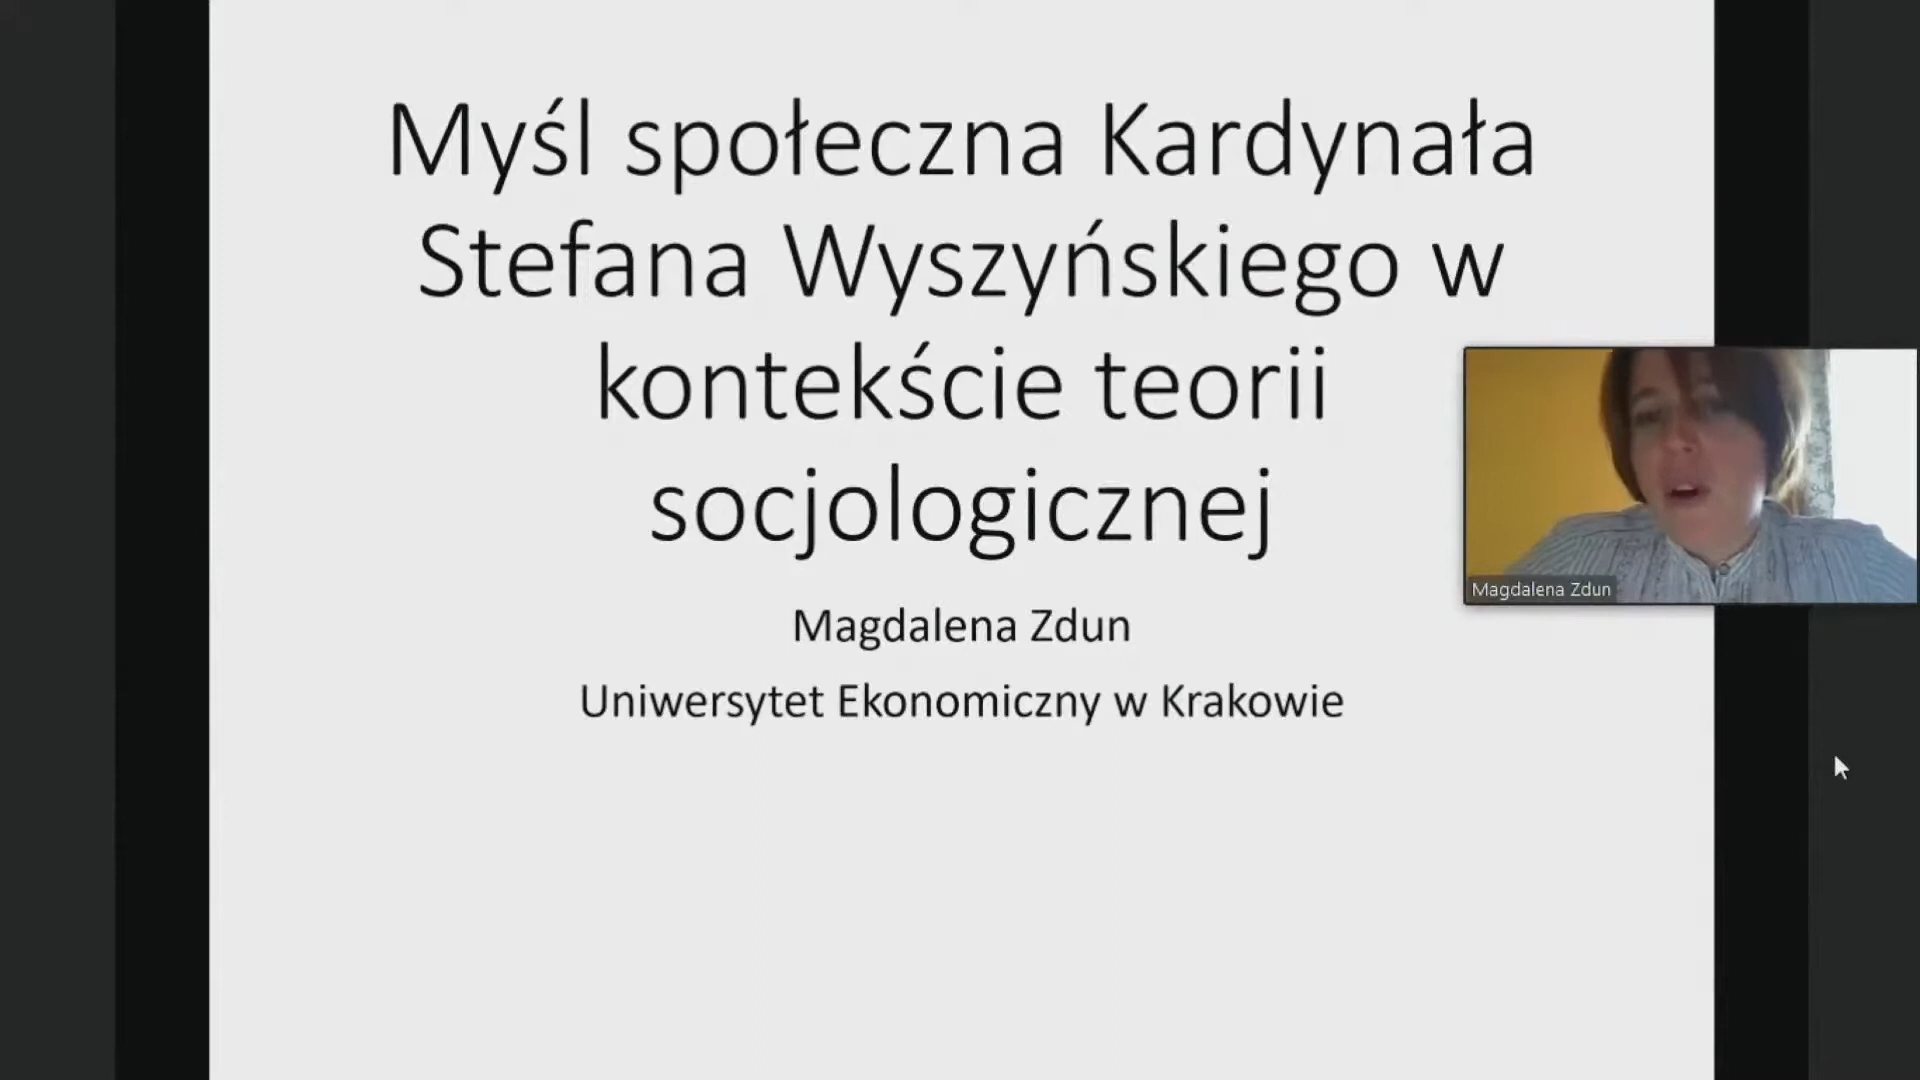 Myśl społeczna Kardynała
Stefana Wyszyńskiego w
kontekście teorii
socjologicznej
Magdalena Zdun
Uniwersytet Ekonomiczny w Krakowie
Magdalena Zdun